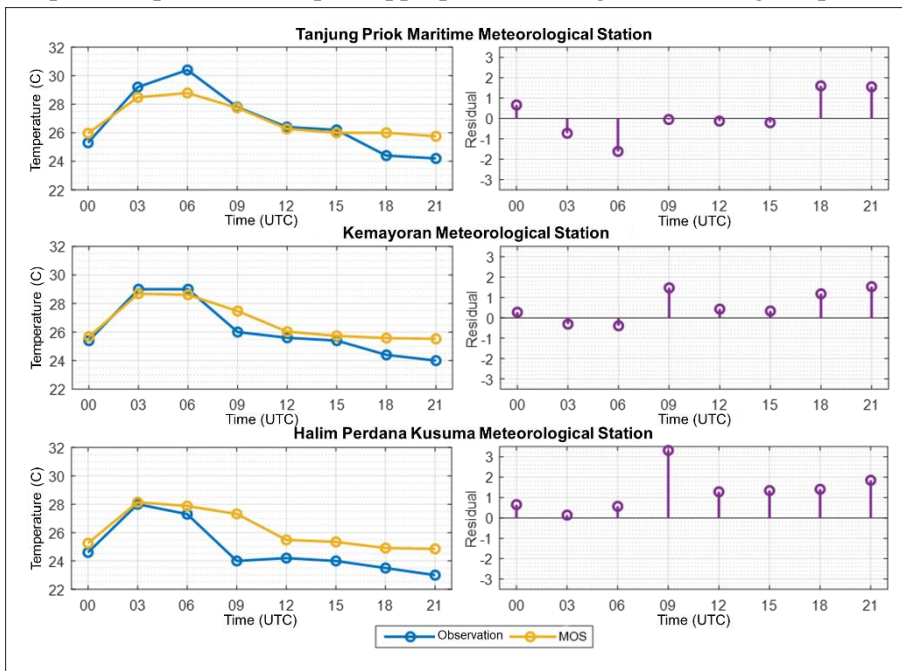 Tanjung Priok Maritime Meteorological Station
Temperature (C)
32
30
28
26
24
22
00 03 06 09 12 15 18 21
Time (UTC)
Residual
3
2
1
0
-1
-2
-3
00 03 06 09 12 15 18 21
Time (UTC)
Kemayoran Meteorological Station
Temperature (C)
32
30
28
26
24
22
00 03 06 09 12 15 18 21
Time (UTC)
Residual
3
2
1
0
-1
-2
-3
00 03 06 09 12 15 18 21
Time (UTC)
Halim Perdana Kusuma Meteorological Station
Temperature (C)
32
30
28
26
24
22
00 03 06 09 12 15 18 21
Time (UTC)
Residual
3
2
1
0
-1
-2
-3
00 03 06 09 12 15 18 21
Time (UTC)
Observation MOS